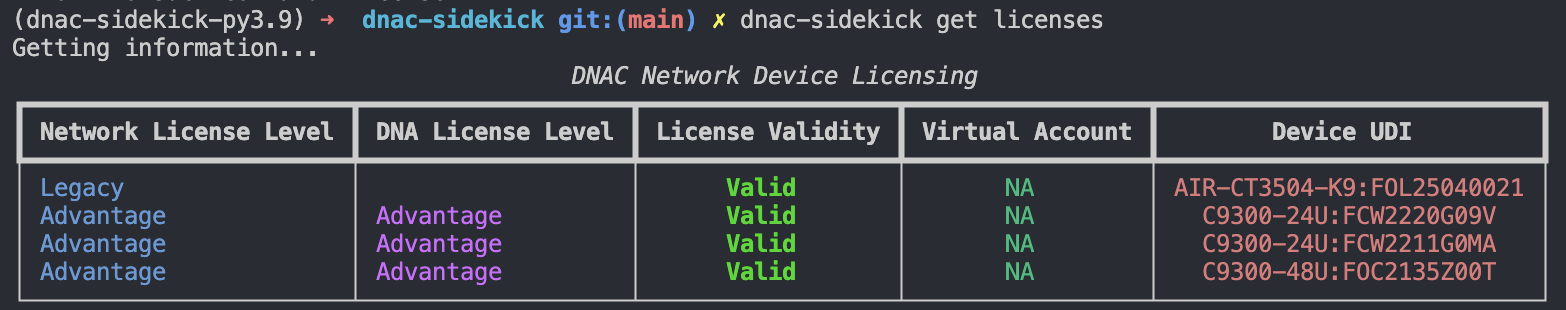 (dnac-sidekick-py3.9) → dnac-sidekick git:(main) ✗ dnac-sidekick get licenses
Getting information...
DNAC Network Device Licensing
Network License Level DNA License Level License Validity Virtual Account Device UDI
Legacy Valid NA AIR-CT3504-K9:FOL25040021
Advantage Advantage Valid NA C9300-24U:FCW2220G09V
Advantage Advantage Valid NA C9300-24U:FCW2211G0MA
Advantage Advantage Valid NA C9300-48U:FOC2135Z00T